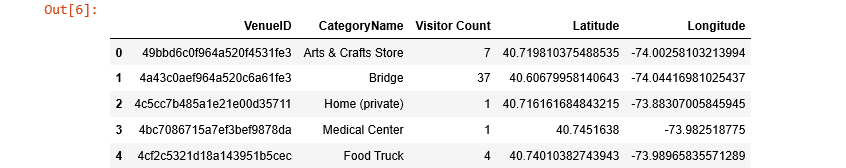 Out[6]:
VenueID CategoryName Visitor Count Latitude Longitude
0 49bbd6c0f964a520f4531fe3 Arts & Crafts Store 7 40.719810375488535 -74.00258103213994
1 4a43c0aef964a520c6a61fe3 Bridge 37 40.60679958140643 -74.04416981025437
2 4c5cc7b485a1e21e00d35711 Home (private) 1 40.716161684843215 -73.88307005845945
3 4bc7086715a7ef3bef9878da Medical Center 1 40.7451638 -73.982518775
4 4cf2c5321d18a143951b5cec Food Truck 4 40.74010382743943 -73.98965835571289